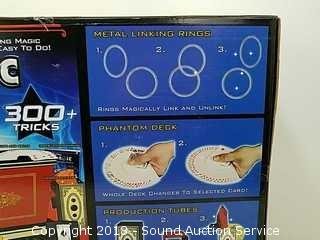 NG MAGIC
EASY TO DO!
C
300+
TRICKS
METAL LINKING RINGS
1.
2.
3.
RINGS MAGICALLY LINK AND UNLINK!
PHANTOM DECK
1.
2.
WHOLE DECK CHANGES TO SELECTED CARD!
PRODUCTION TUBES
1.
2.
3.
Copyright 2019 - Sound Auction Service